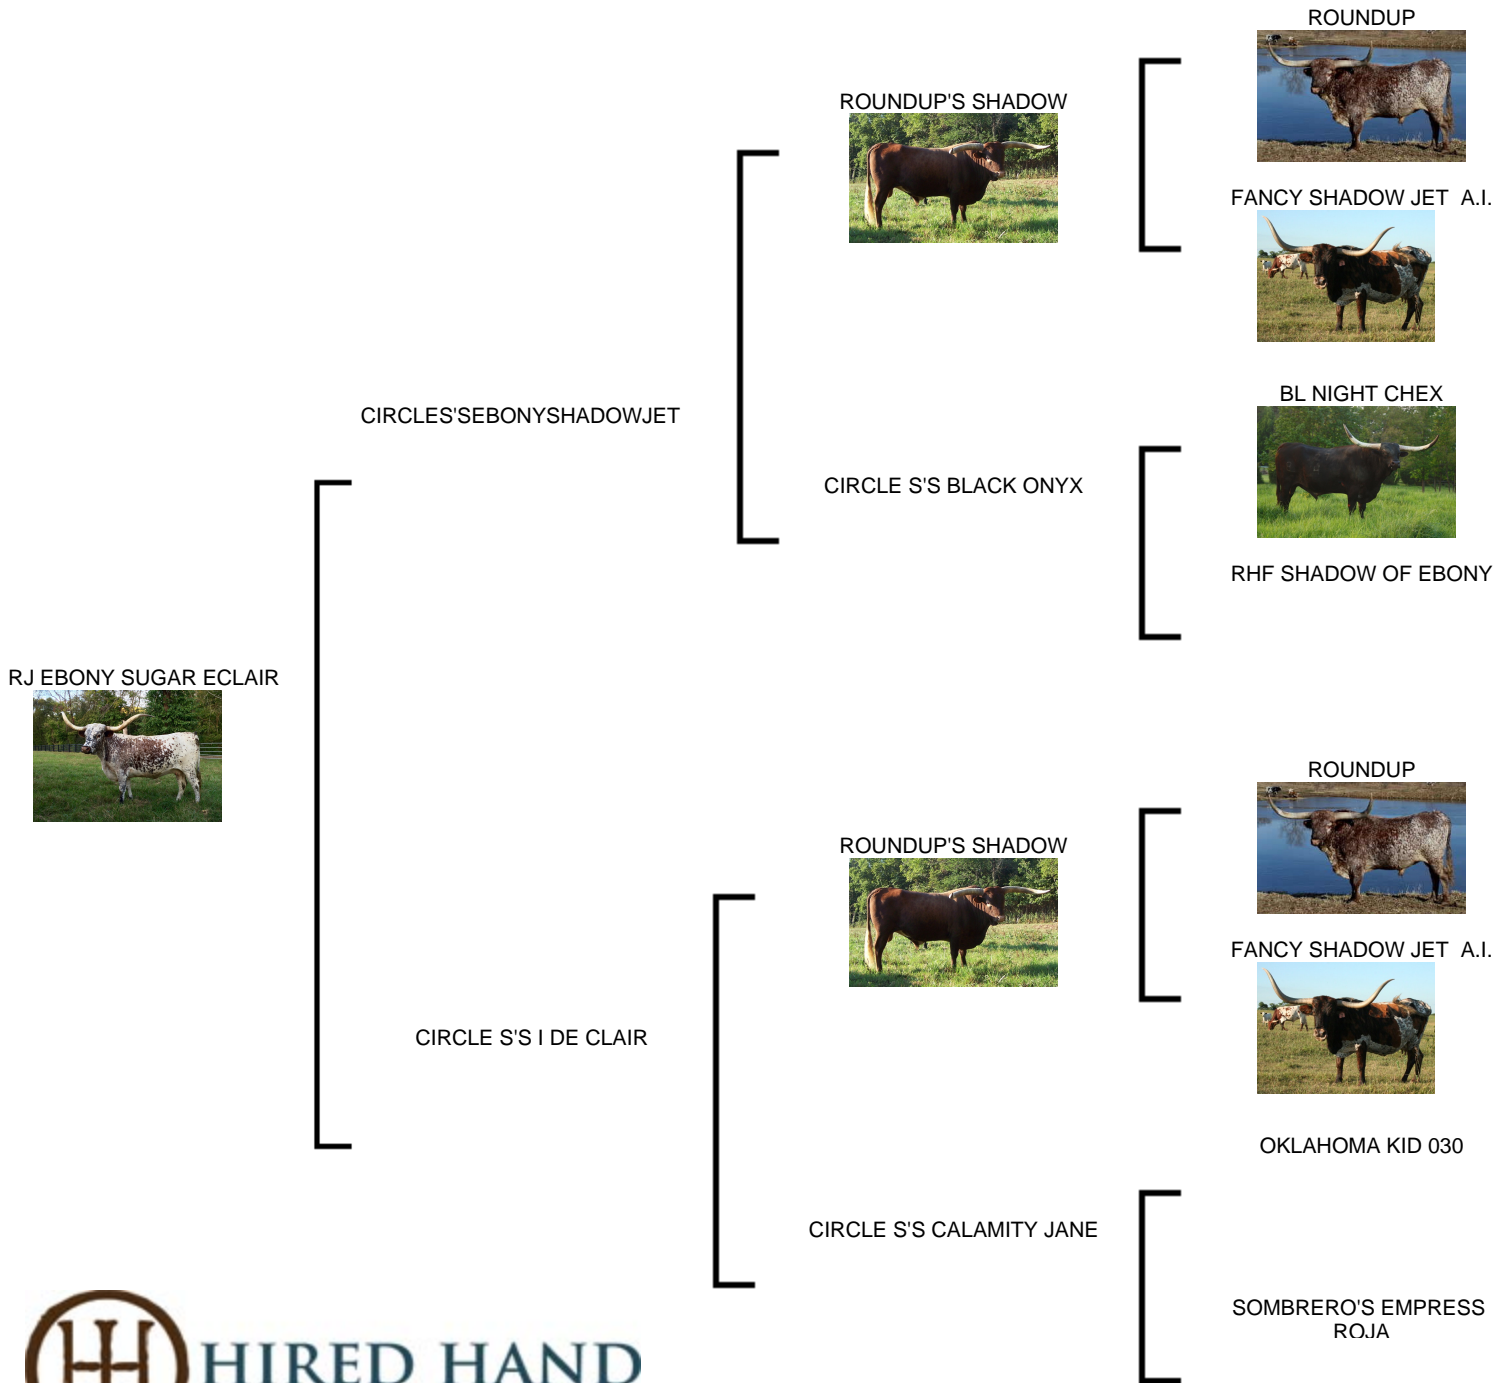 ROUNDUP
ROUNDUP'S SHADOW
FANCY SHADOW JET  A.I.
BL NIGHT CHEX
CIRCLES'SEBONYSHADOWJET
CIRCLE S'S BLACK ONYX
RHF SHADOW OF EBONY
RJ EBONY SUGAR ECLAIR
ROUNDUP
ROUNDUP'S SHADOW
FANCY SHADOW JET  A.I.
CIRCLE S'S I DE CLAIR
OKLAHOMA KID 030
CIRCLE S'S CALAMITY JANE
SOMBRERO'S EMPRESS
ROJA
HIRED HAND